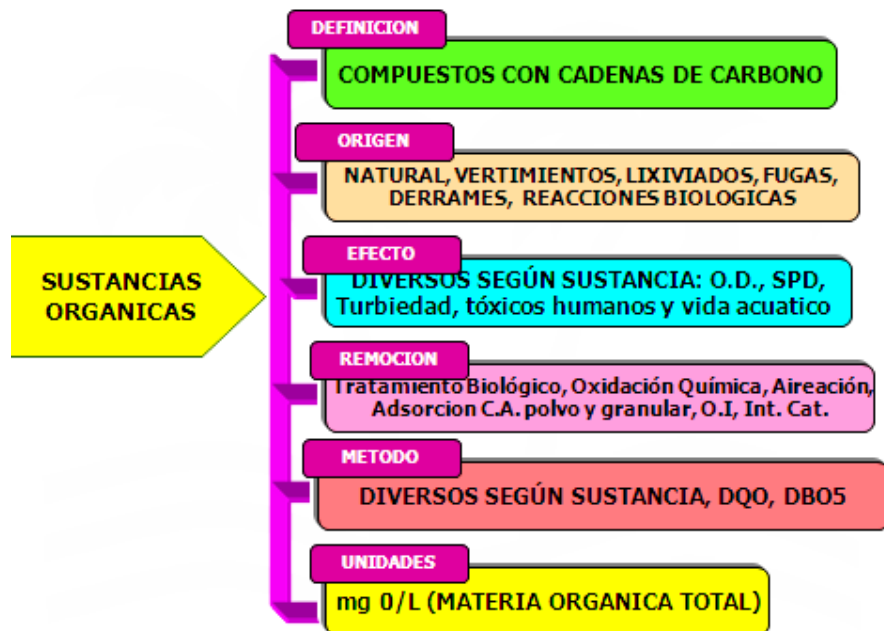 SUSTANCIAS
ORGANICAS
DEFINICION
COMPUESTOS CON CADENAS DE CARBONO
ORIGEN
NATURAL, VERTIMIENTOS, LIXIVIADOS, FUGAS,
DERRAMES, REACCIONES BIOLOGICAS
EFECTO
DIVERSOS SEGÚN SUSTANCIA: O.D., SPD,
Turbiedad, tóxicos humanos y vida acuatico
REMOCION
Tratamiento Biológico, Oxidación Química, Aireación,
Adsorcion C.A. polvo y granular, O.I, Int. Cat.
METODO
DIVERSOS SEGÚN SUSTANCIA, DQO, DBO5
UNIDADES
mg 0/L (MATERIA ORGANICA TOTAL)